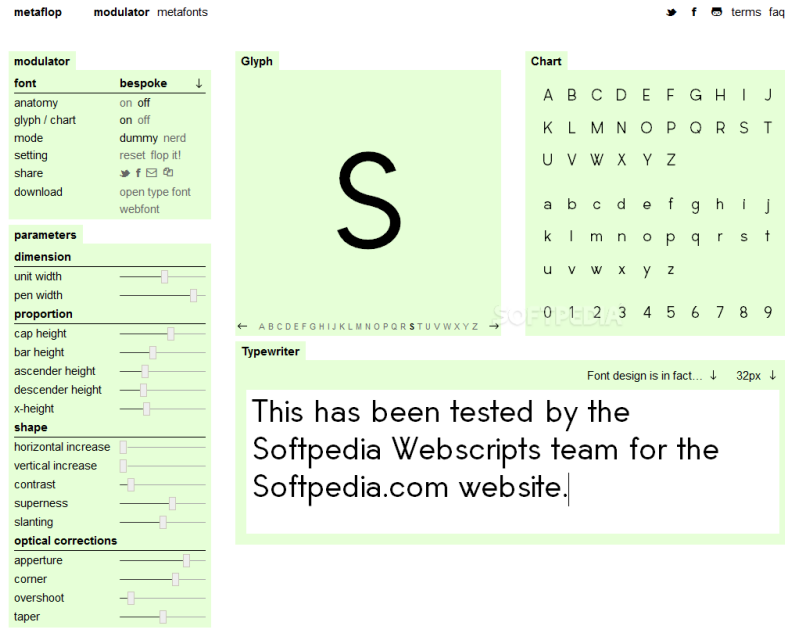 metaflop modulator metafonts terms faq
modulator
font bespoke ↓
anatomy on off
glyph / chart on off
mode dummy nerd
setting reset flop it!
share
download open type font
webfont
parameters
dimension
unit width
pen width
proportion
cap height
bar height
ascender height
descender height
x-height
shape
horizontal increase
vertical increase
contrast
superness
slanting
optical corrections
apperture
corner
overshoot
taper
Glyph
S
← A B C D E F G H I J K L M N O P Q R S T U V W X Y Z →
Chart
A B C D E F G H I J
K L M N O P Q R S T
U V W X Y Z
a b c d e f g h i j
k l m n o p q r s t
u v w x y z
0 1 2 3 4 5 6 7 8 9
SOFTPEDIA
Typewriter
Font design is in fact... ↓ 32px ↓
This has been tested by the
Softpedia Webscripts team for the
Softpedia.com website.